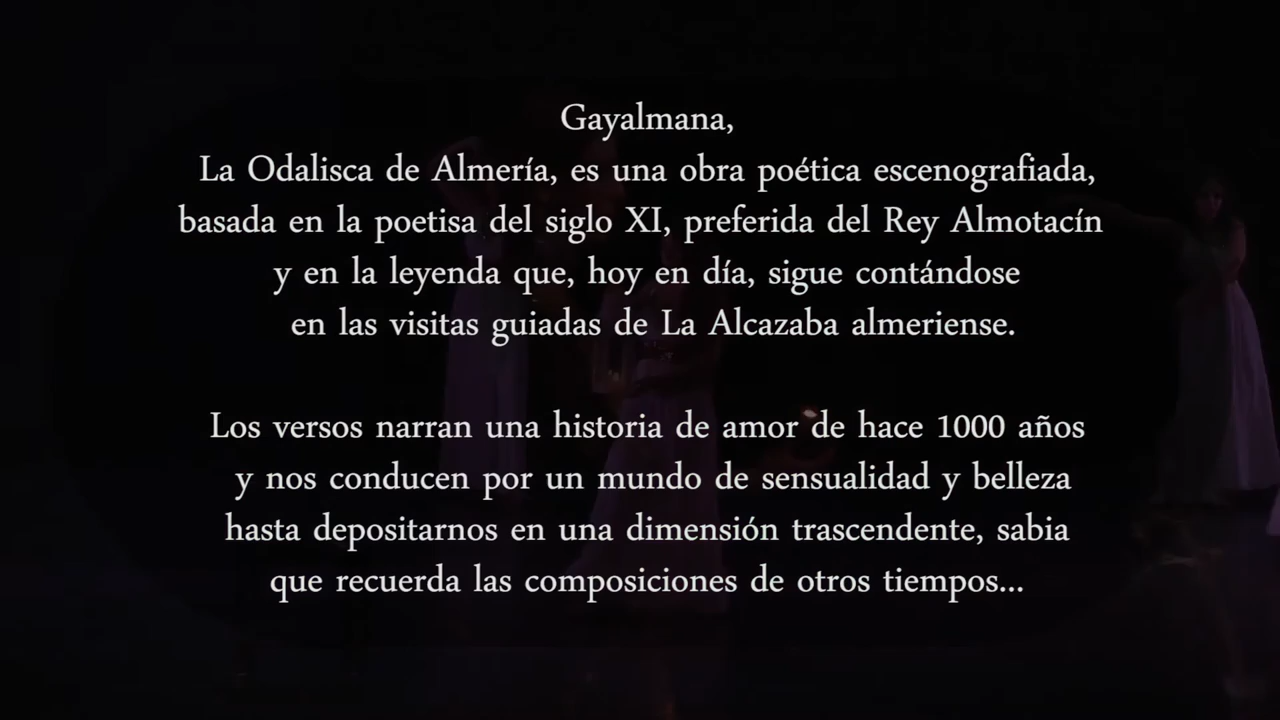 Gayalmana,
La Odalisca de Almería, es una obra poética escenografiada,
basada en la poetisa del siglo XI, preferida del Rey Almotacín
y en la leyenda que, hoy en día, sigue contándose
en las visitas guiadas de La Alcazaba almeriense.
Los versos narran una historia de amor de hace 1000 años
y nos conducen por un mundo de sensualidad y belleza
hasta depositarnos en una dimensión trascendente, sabia
que recuerda las composiciones de otros tiempos...